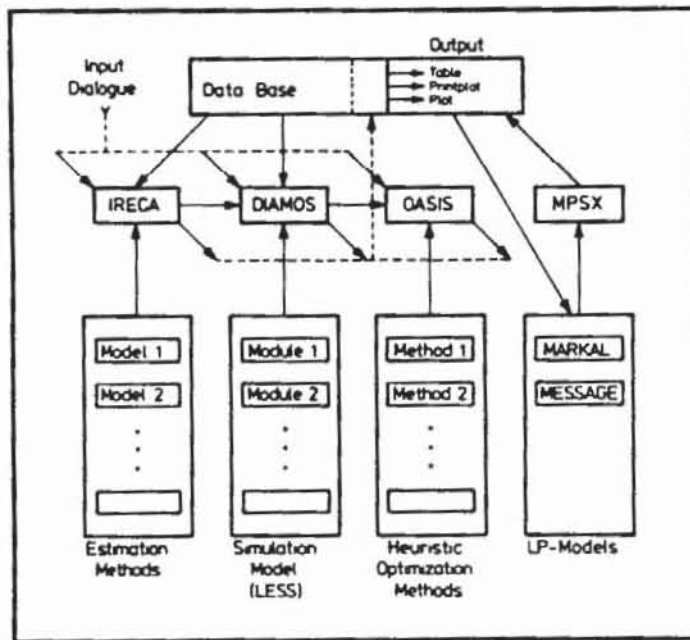 Output
Input
Dialogue
Data Base
Table
Printplot
Plot
IRECA
DIAMOS
OASIS
MPSX
Model 1
Module 1
Method 1
MARKAL
Model 2
Module 2
Method 2
MESSAGE
Estimation
Methods
Simulation
Model
(LESS)
Heuristic
Optimization
Methods
LP-Models